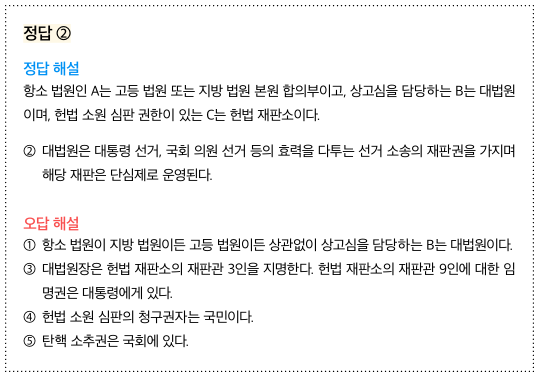 정답 ②
정답 해설
항소 법원인 A는 고등 법원 또는 지방 법원 본원 합의부이고, 상고심을 담당하는 B는 대법원
이며, 헌법 소원 심판 권한이 있는 C는 헌법 재판소이다.
② 대법원은 대통령 선거, 국회 의원 선거 등의 효력을 다투는 선거 소송의 재판권을 가지며
해당 재판은 단심제로 운영된다.
오답 해설
① 항소 법원이 지방 법원이든 고등 법원이든 상관없이 상고심을 담당하는 B는 대법원이다.
③ 대법원장은 헌법 재판소의 재판관 3인을 지명한다. 헌법 재판소의 재판관 9인에 대한 임
명권은 대통령에게 있다.
④ 헌법 소원 심판의 청구권자는 국민이다.
⑤ 탄핵 소추권은 국회에 있다.